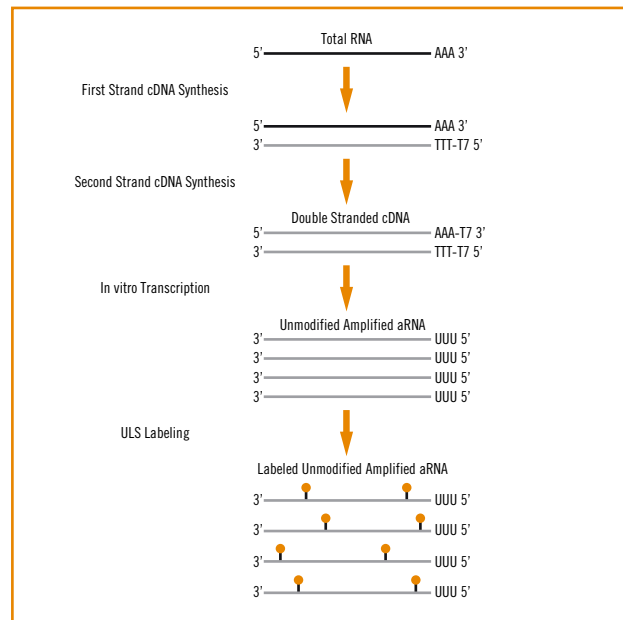 Total RNA
5' AAA 3'
First Strand cDNA Synthesis
5' AAA 3'
3' TTT-T7 5'
Second Strand cDNA Synthesis
Double Stranded cDNA
5' AAA-T7 3'
3' TTT-T7 5'
In vitro Transcription
Unmodified Amplified aRNA
3' UUU 5'
3' UUU 5'
3' UUU 5'
3' UUU 5'
ULS Labeling
Labeled Unmodified Amplified aRNA
3' UUU 5'
3' UUU 5'
3' UUU 5'
3' UUU 5'